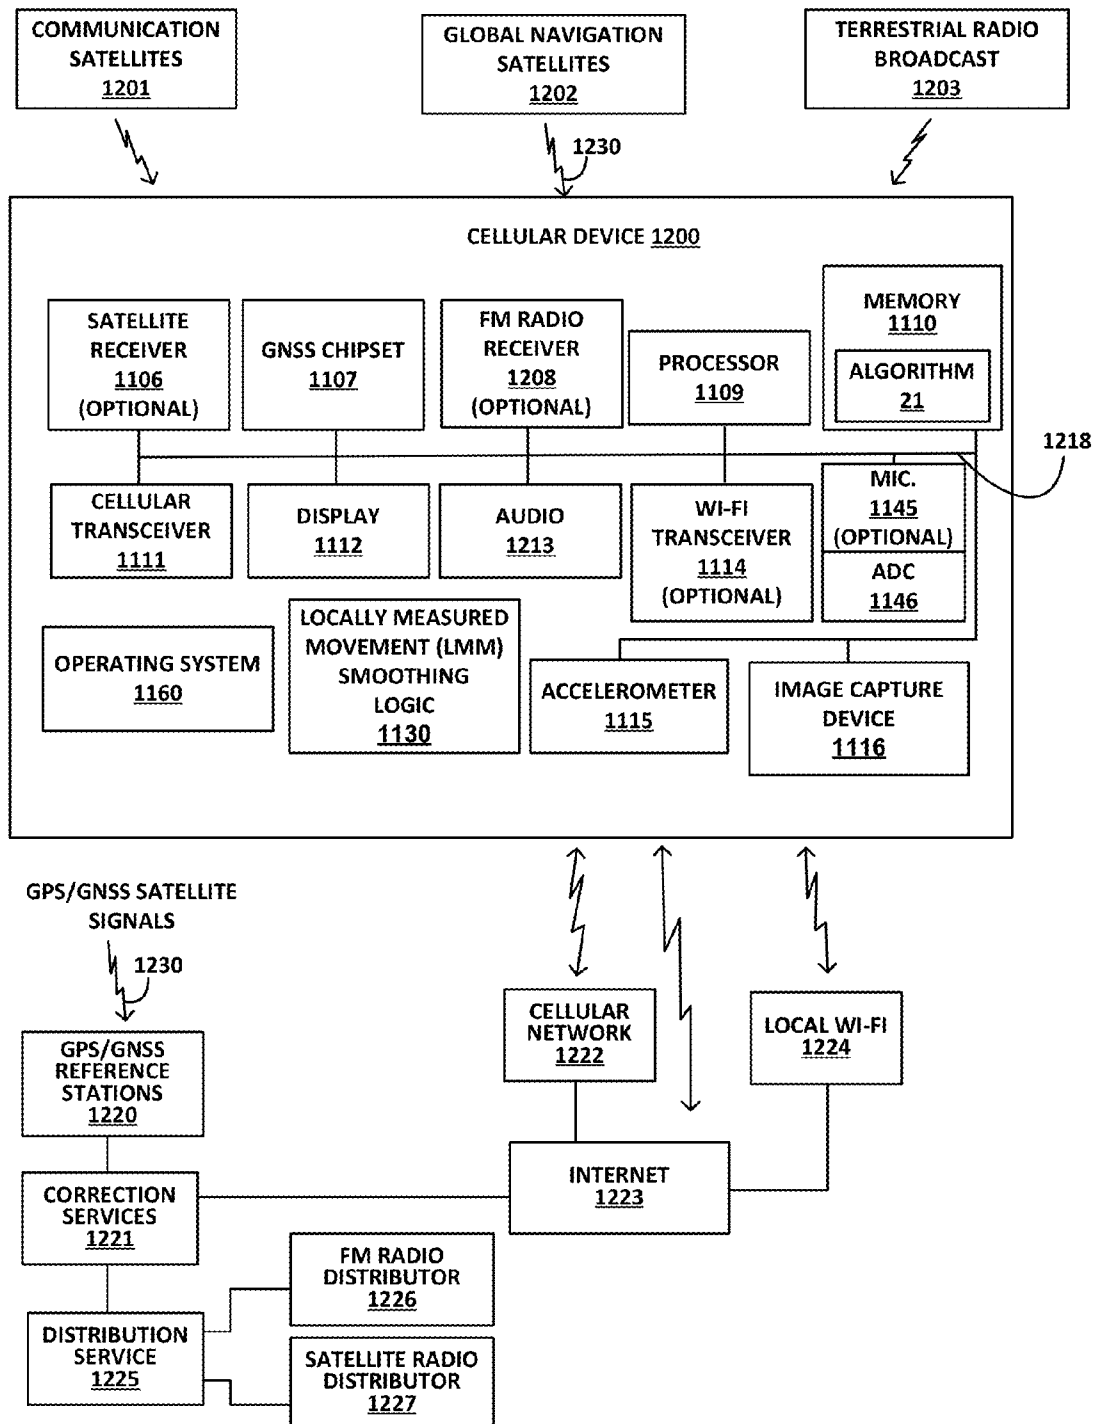 COMMUNICATION
SATELLITES
1201
GLOBAL NAVIGATION
SATELLITES
1202
TERRESTRIAL RADIO
BROADCAST
1203
1230
CELLULAR DEVICE 1200
SATELLITE
RECEIVER
1106
(OPTIONAL)
GNSS CHIPSET
1107
FM RADIO
RECEIVER
1208
(OPTIONAL)
PROCESSOR
1109
MEMORY
1110
ALGORITHM
21
1218
CELLULAR
TRANSCEIVER
1111
DISPLAY
1112
AUDIO
1213
WI-FI
TRANSCEIVER
1114
(OPTIONAL)
MIC.
1145
(OPTIONAL)
ADC
1146
OPERATING SYSTEM
1160
LOCALLY MEASURED
MOVEMENT (LMM)
SMOOTHING
LOGIC
1130
ACCELEROMETER
1115
IMAGE CAPTURE
DEVICE
1116
GPS/GNSS SATELLITE
SIGNALS
1230
CELLULAR
NETWORK
1222
LOCAL WI-FI
1224
GPS/GNSS
REFERENCE
STATIONS
1220
INTERNET
1223
CORRECTION
SERVICES
1221
FM RADIO
DISTRIBUTOR
1226
DISTRIBUTION
SERVICE
1225
SATELLITE RADIO
DISTRIBUTOR
1227